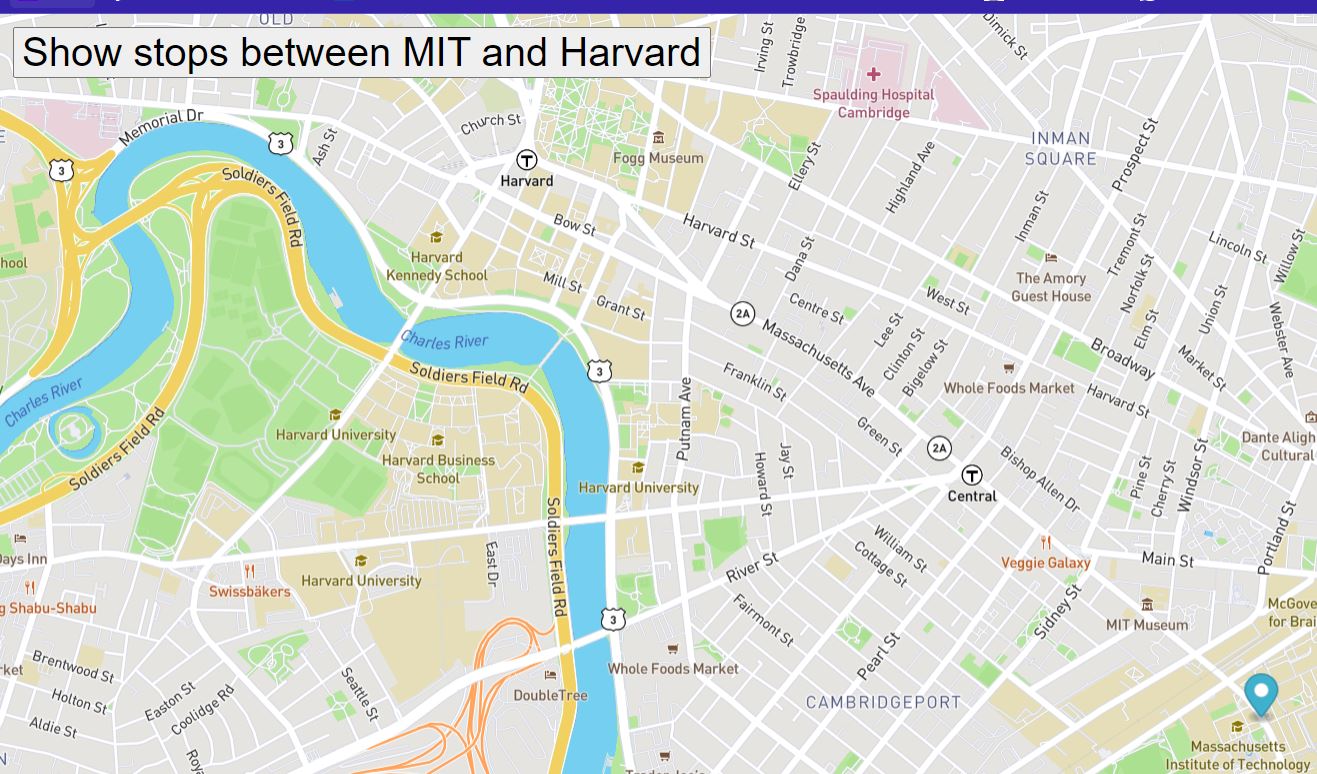 OLD
Show stops between MIT and Harvard
Irving St
Trowbridge
Dimick St
Spaulding Hospital
Cambridge
Memorial Dr
3
Ash St
Church St
Fogg Museum
INMAN
SQUARE
Prospect St
3
T
Harvard
Ellery St
Highland Ave
Soldiers Field Rd
Bow St
Harvard St
Inman St
Tremont St
Lincoln St
Willow St
hool
Harvard
Kennedy School
Dana St
The Amory
Guest House
Norfolk St
Mill St
Grant St
Centre St
West St
Union St
Webster Ave
2A
Massachusetts Ave
Lee St
Clinton St
Bigelow St
Elm St
Charles River
Broadway
Market St
Soldiers Field Rd
3
Franklin St
Whole Foods Market
Harvard St
Charles River
Putnam Ave
Soldiers Field Rd
Harvard University
Harvard Business
School
Green St
2A
Dante Aligh
Cultural
Harvard University
Howard St
Jay St
T
Central
Bishop Allen Dr
Pine St
Cherry St
Windsor St
Portland St
Soldiers Field Rd
Days Inn
East Dr
William St
Cottage St
River St
Veggie Galaxy
Main St
Swissbäkers
Harvard University
g Shabu-Shabu
3
Fairmont St
Sidney St
MIT Museum
McGove
for Brai
Pearl St
rket
Brentwood St
Holton St
Aldie St
Easton St
Coolidge Rd
Seattle St
Whole Foods Market
DoubleTree
CAMBRIDGEPORT
Roya
N
Massachusetts
Institute of Technology
Trader Joe's